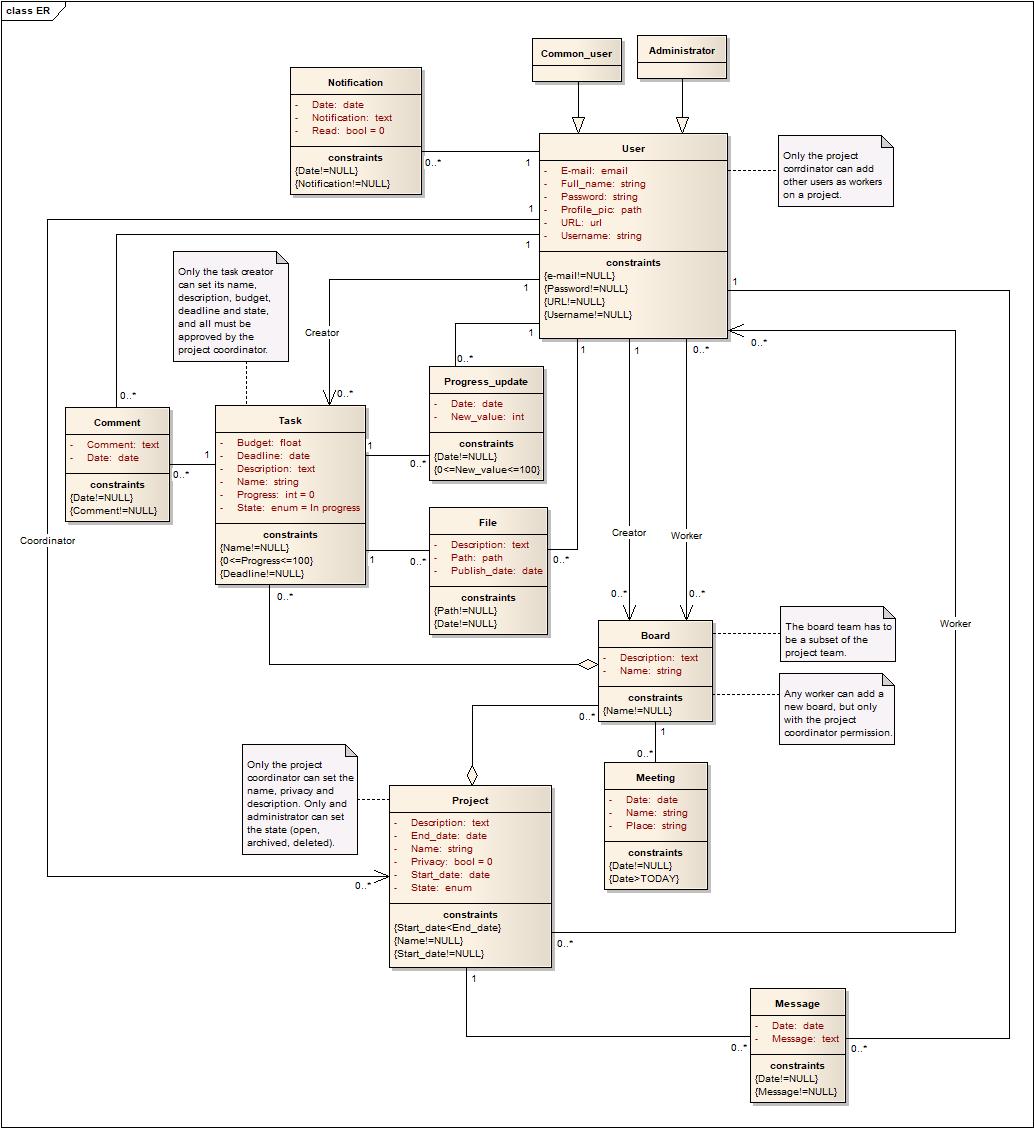 class ER
Common_user
Administrator
Notification
- Date: date
- Notification: text
- Read: bool = 0
constraints
{Date!=NULL}
{Notification!=NULL}
0..*
1
User
- E-mail: email
- Full_name: string
- Password: string
- Profile_pic: path
- URL: url
- Username: string
constraints
{e-mail!=NULL}
{Password!=NULL}
{URL!=NULL}
{Username!=NULL}
Only the project
corrdinator can add
other users as workers
on a project.
1
1
1
1
1
1
1
0..*
0..*
Only the task creator
can set its name,
description, budget,
deadline and state,
and all must be
approved by the
project coordinator.
Creator
0..*
0..*
0..*
Progress_update
- Date: date
- New_value: int
constraints
{Date!=NULL}
{0<=New_value<=100}
Comment
- Comment: text
- Date: date
constraints
{Date!=NULL}
{Comment!=NULL}
0..*
1
Task
- Budget: float
- Deadline: date
- Description: text
- Name: string
- Progress: int = 0
- State: enum = In progress
constraints
{Name!=NULL}
{0<=Progress<=100}
{Deadline!=NULL}
1
0..*
1
0..*
0..*
File
- Description: text
- Path: path
- Publish_date: date
constraints
{Path!=NULL}
{Date!=NULL}
0..*
Coordinator
Creator
Worker
0..*
0..*
Worker
Board
- Description: text
- Name: string
constraints
{Name!=NULL}
The board team has to
be a subset of the
project team.
Any worker can add a
new board, but only
with the project
coordinator permission.
0..*
1
0..*
Meeting
- Date: date
- Name: string
- Place: string
constraints
{Date!=NULL}
{Date>TODAY}
Only the project
coordinator can set the
name, privacy and
description. Only and
administrator can set
the state (open,
archived, deleted).
0..*
Project
- Description: text
- End_date: date
- Name: string
- Privacy: bool = 0
- Start_date: date
- State: enum
constraints
{Start_date<End_date}
{Name!=NULL}
{Start_date!=NULL}
0..*
1
0..*
0..*
Message
- Date: date
- Message: text
constraints
{Date!=NULL}
{Message!=NULL}